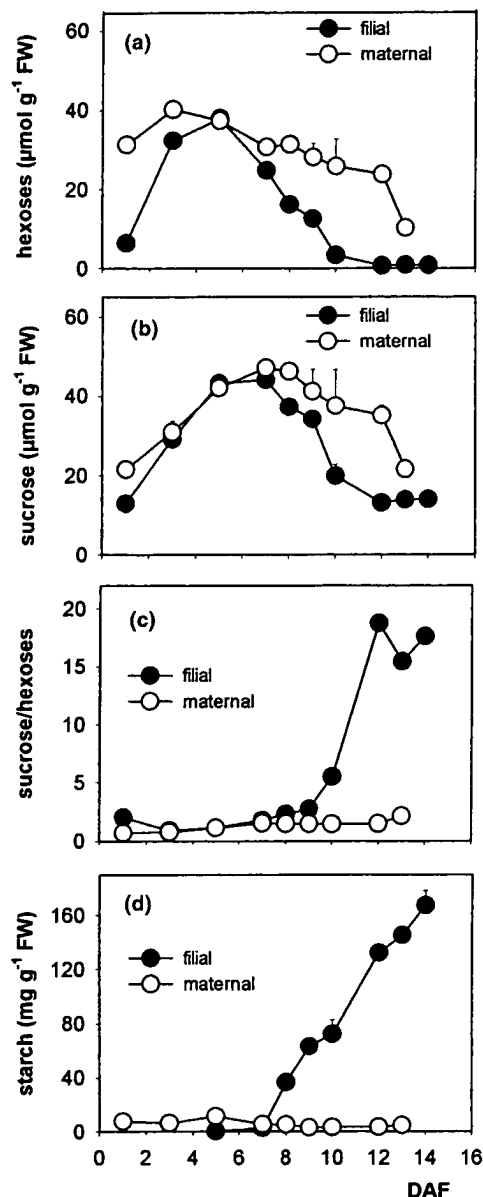 (a)
filial
maternal
hexoses (µmol g⁻¹ FW)
60
40
20
0
(b)
filial
maternal
sucrose (µmol g⁻¹ FW)
60
40
20
0
(c)
filial
maternal
sucrose/hexoses
20
15
10
5
0
(d)
filial
maternal
starch (mg g⁻¹ FW)
160
120
80
40
0
0 2 4 6 8 10 12 14 16
DAF